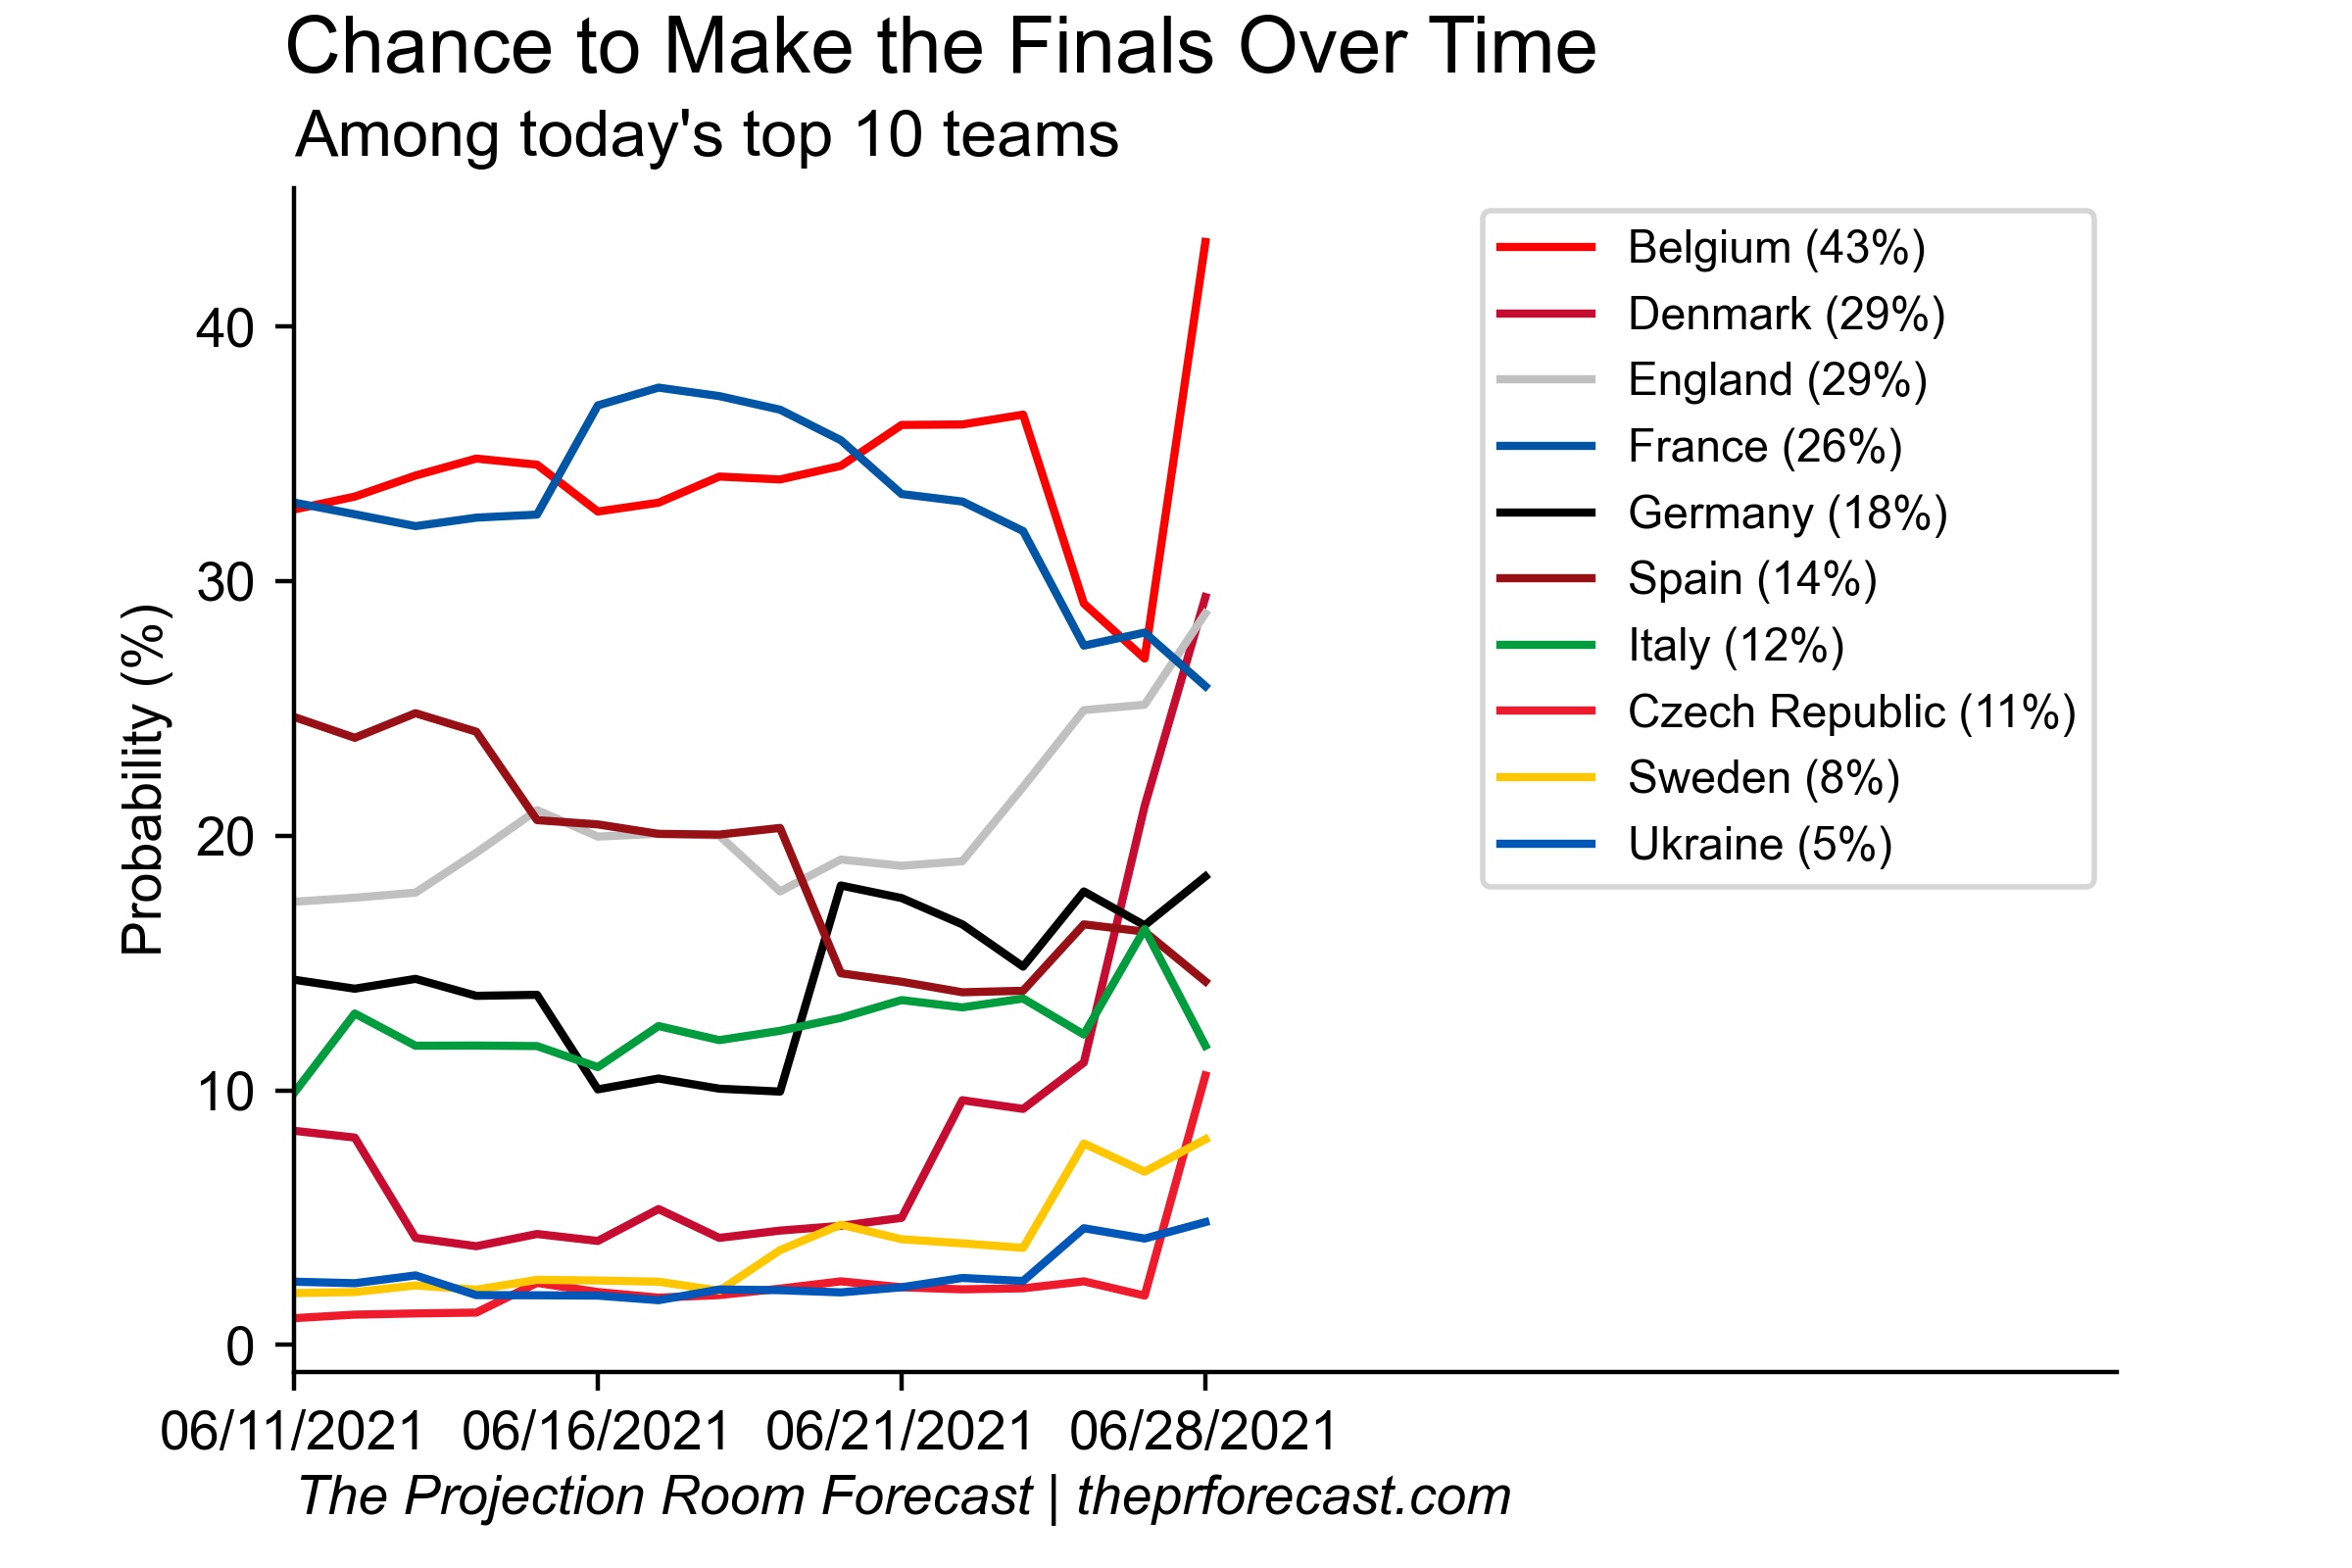 Chance to Make the Finals Over Time
Among today's top 10 teams
Probability (%)
40
30
20
10
0
06/11/2021 06/16/2021 06/21/2021 06/28/2021
Belgium (43%)
Denmark (29%)
England (29%)
France (26%)
Germany (18%)
Spain (14%)
Italy (12%)
Czech Republic (11%)
Sweden (8%)
Ukraine (5%)
The Projection Room Forecast | theprforecast.com